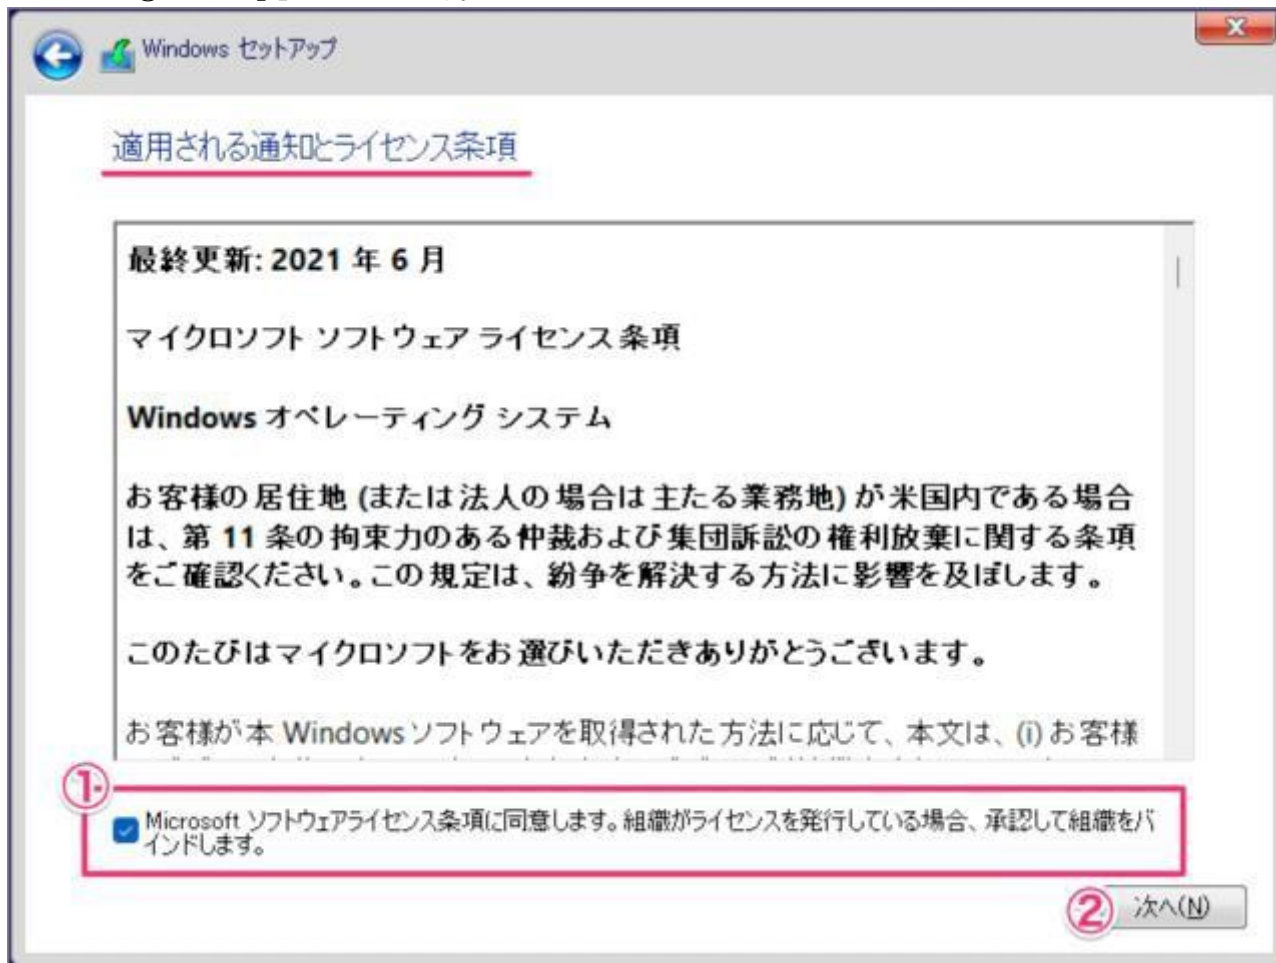 Windows セットアップ
適用される通知とライセンス条項
最終更新: 2021 年 6 月
マイクロソフト ソフトウェア ライセンス条項
Windows オペレーティング システム
お客様の居住地 (または法人の場合は主たる業務地) が米国内である場合
は、第 11 条の拘束力のある仲裁および集団訴訟の権利放棄に関する条項
をご確認ください。この規定は、紛争を解決する方法に影響を及ぼします。
このたびはマイクロソフトをお選びいただきありがとうございます。
お客様が本 Windows ソフトウェアを取得された方法に応じて、本文は、(i) お客様
①
Microsoft ソフトウェアライセンス条項に同意します。組織がライセンスを発行している場合、承認して組織をバ
インドします。
② 次へ(N)